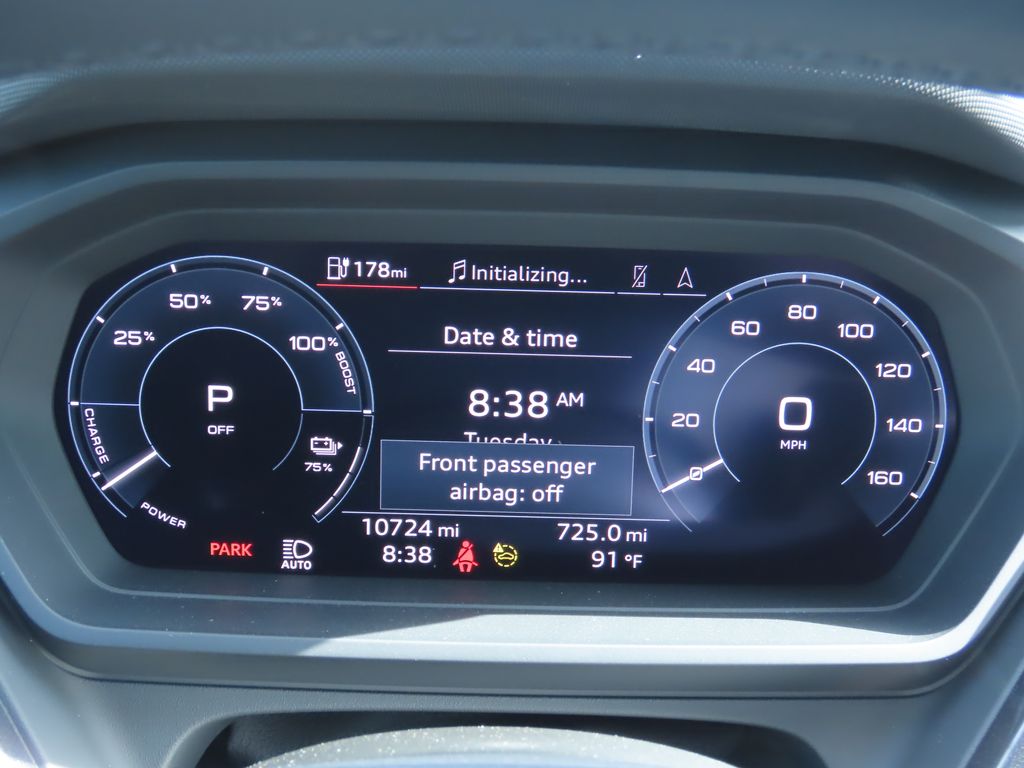 178mi
Initializing...
50%
75%
25%
100%
BOOST
CHARGE
P
OFF
75%
POWER
Date & time
8:38 AM
Tuesday
Front passenger
airbag: off
80
60
100
40
120
20
140
0
160
0
MPH
10724 mi
725.0 mi
PARK
AUTO
8:38
91 °F